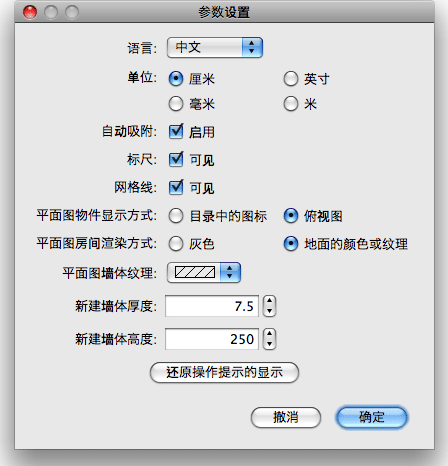 参数设置
语言: 中文
单位: 厘米 英寸
毫米 米
自动吸附: 启用
标尺: 可见
网格线: 可见
平面图物件显示方式: 目录中的图标 俯视图
平面图房间渲染方式: 灰色 地面的颜色或纹理
平面图墙体纹理:
新建墙体厚度: 7.5
新建墙体高度: 250
还原操作提示的显示
撤消 确定